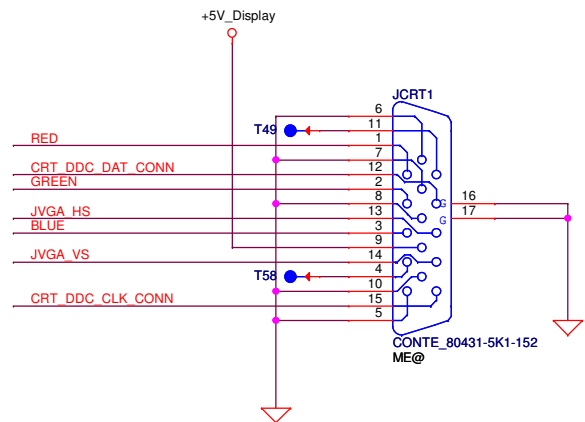 +5V_Display
JCRT1
6
T49
11
RED
1
7
CRT_DDC_DAT_CONN
12
GREEN
2
8
16
G
JVGA_HS
13
17
G
BLUE
3
9
JVGA_VS
14
T58
4
10
CRT_DDC_CLK_CONN
15
5
CONTE_80431-5K1-152
ME@